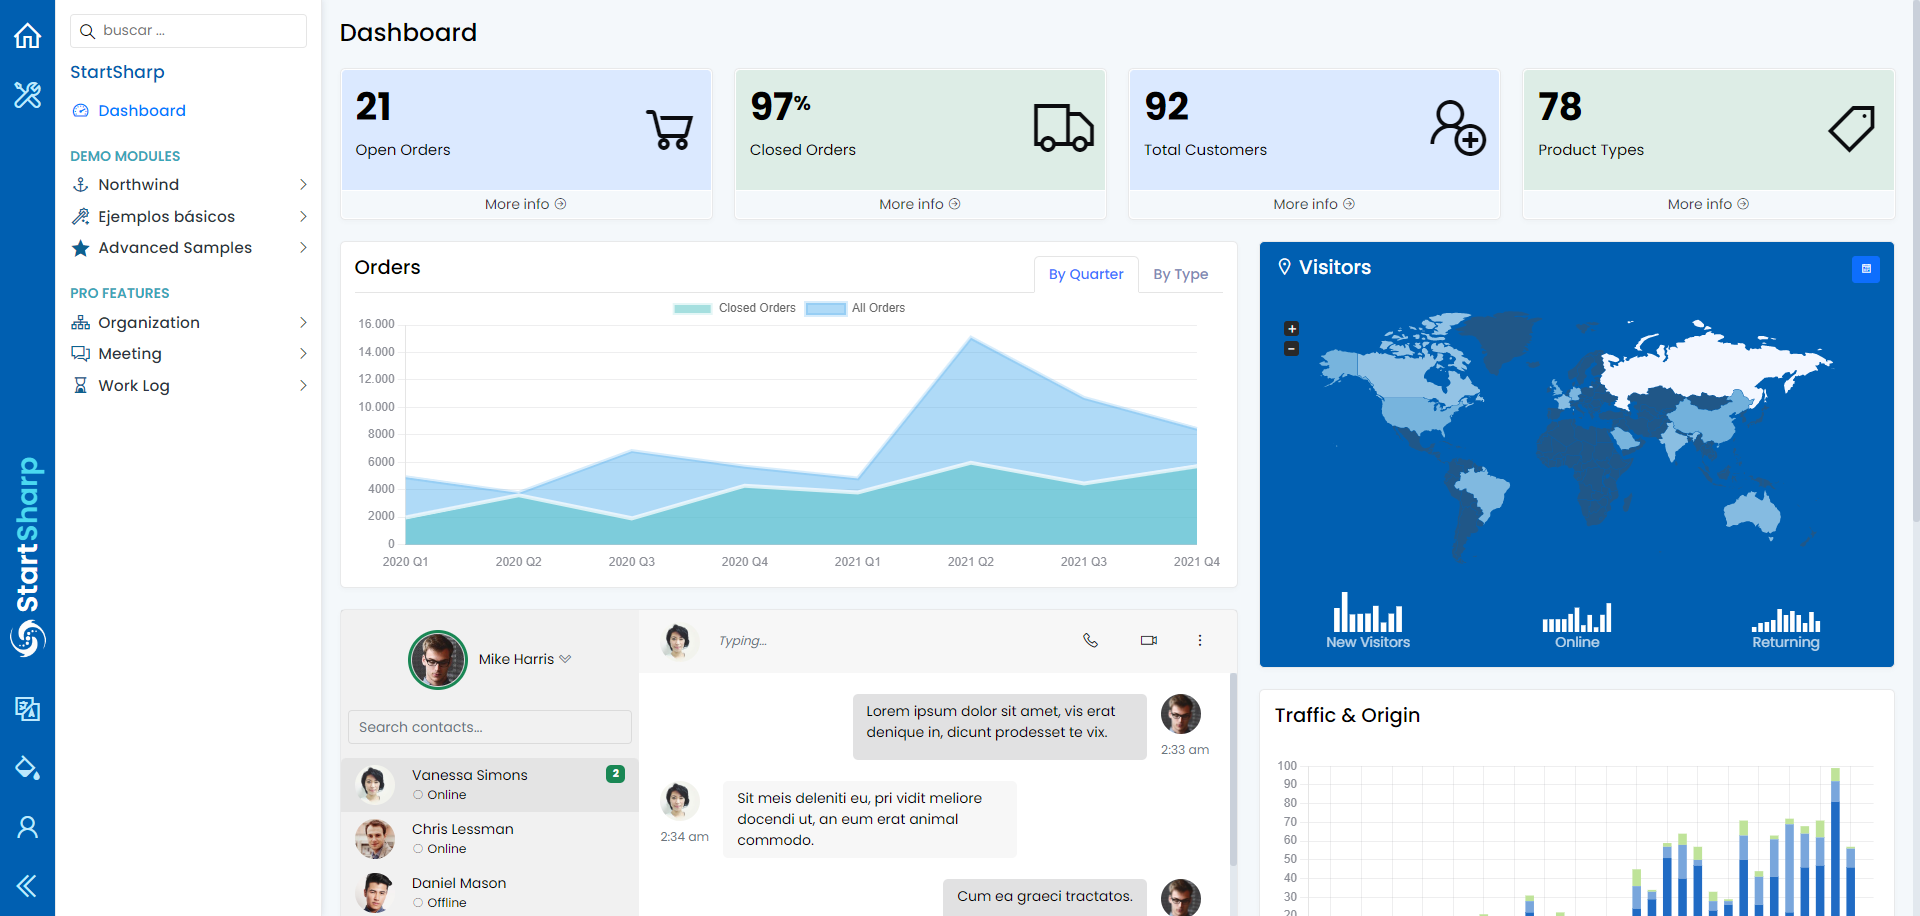 buscar ...
StartSharp
Dashboard
DEMO MODULES
Northwind
Ejemplos básicos
Advanced Samples
PRO FEATURES
Organization
Meeting
Work Log
StartSharp
Dashboard
21
Open Orders
More info
97%
Closed Orders
More info
92
Total Customers
More info
78
Product Types
More info
Orders
By Quarter
By Type
Closed Orders
All Orders
16.000
14.000
12.000
10.000
8000
6000
4000
2000
0
2020 Q1
2020 Q2
2020 Q3
2020 Q4
2021 Q1
2021 Q2
2021 Q3
2021 Q4
Visitors
+
−
New Visitors
Online
Returning
Mike Harris
Search contacts...
Vanessa Simons
2
Online
Chris Lessman
Online
Daniel Mason
Offline
Typing...
Lorem ipsum dolor sit amet, vis erat
denique in, dicunt prodesset te vix.
2:33 am
Sit meis deleniti eu, pri vidit meliore
docendi ut, an eum erat animal
commodo.
2:34 am
Cum ea graeci tractatos.
Traffic & Origin
100
90
80
70
60
50
40
30
20